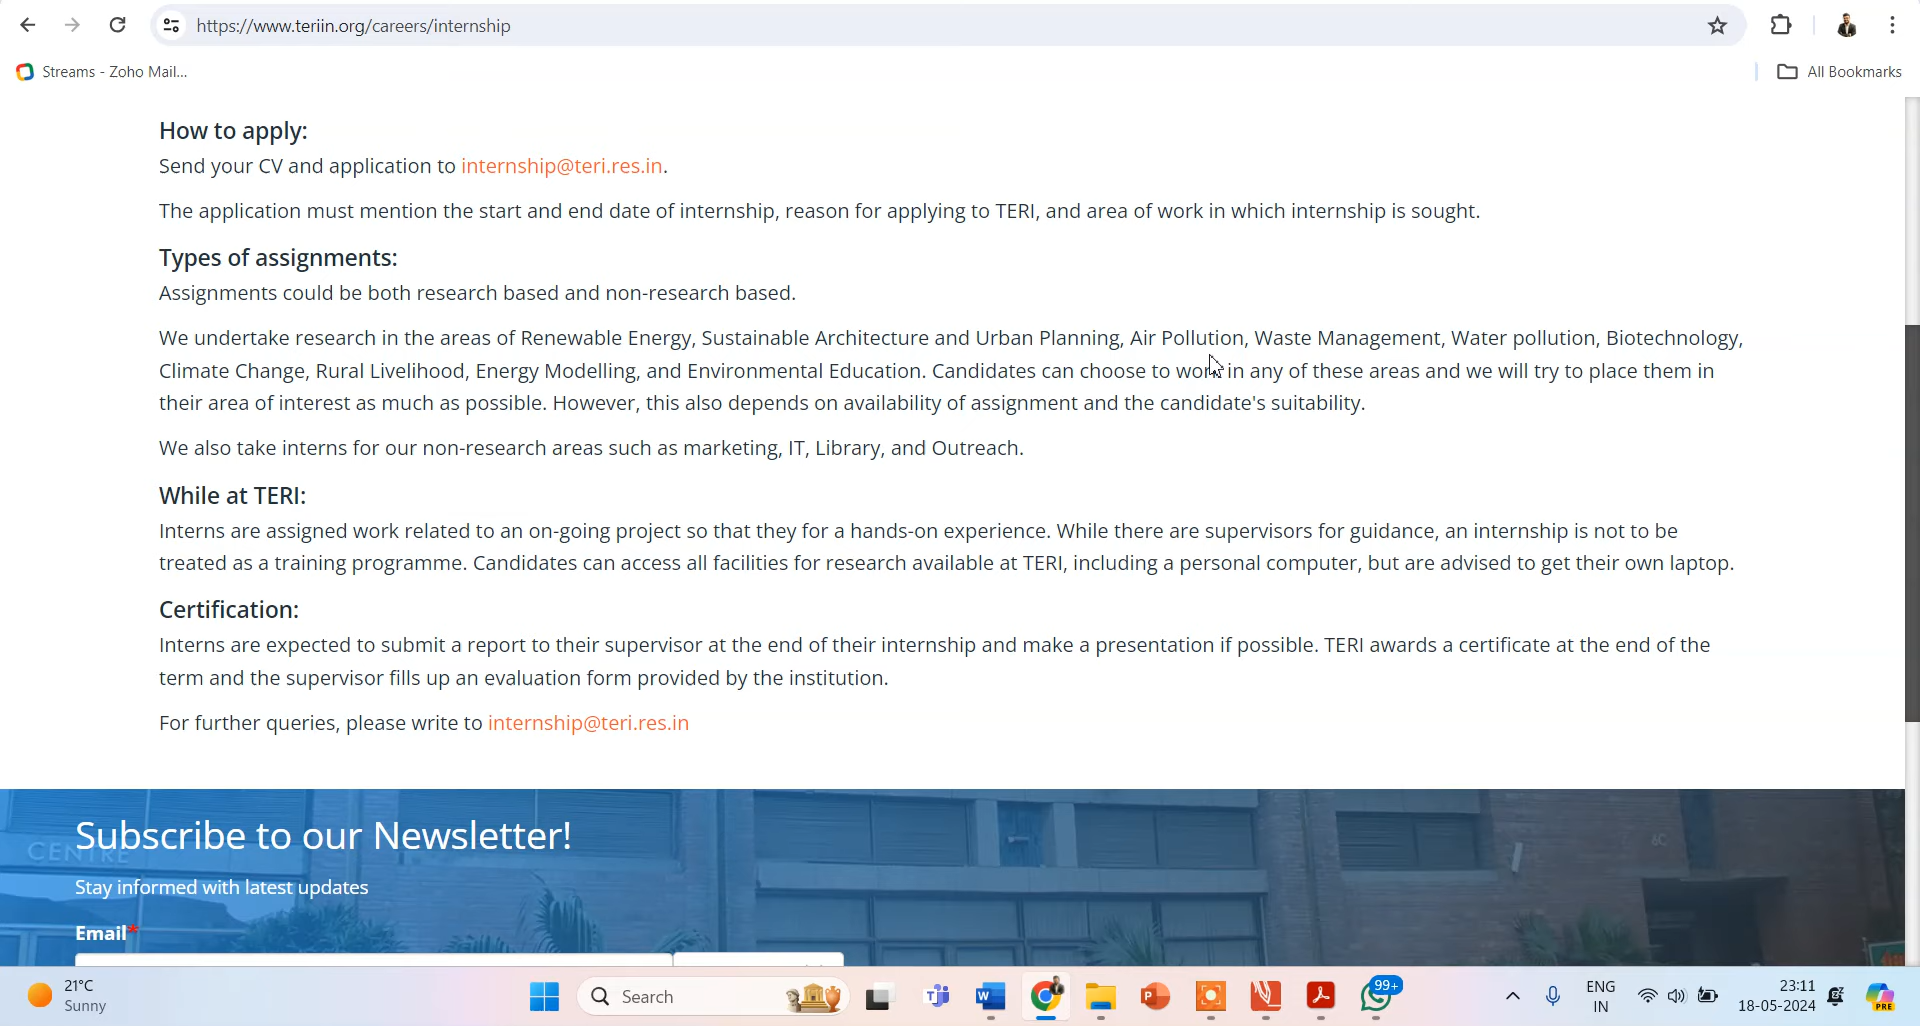 https://www.teriin.org/careers/internship
Streams - Zoho Mail...
All Bookmarks
How to apply:
Send your CV and application to internship@teri.res.in.
The application must mention the start and end date of internship, reason for applying to TERI, and area of work in which internship is sought.
Types of assignments:
Assignments could be both research based and non-research based.
We undertake research in the areas of Renewable Energy, Sustainable Architecture and Urban Planning, Air Pollution, Waste Management, Water pollution, Biotechnology,
Climate Change, Rural Livelihood, Energy Modelling, and Environmental Education. Candidates can choose to work in any of these areas and we will try to place them in
their area of interest as much as possible. However, this also depends on availability of assignment and the candidate's suitability.
We also take interns for our non-research areas such as marketing, IT, Library, and Outreach.
While at TERI:
Interns are assigned work related to an on-going project so that they for a hands-on experience. While there are supervisors for guidance, an internship is not to be
treated as a training programme. Candidates can access all facilities for research available at TERI, including a personal computer, but are advised to get their own laptop.
Certification:
Interns are expected to submit a report to their supervisor at the end of their internship and make a presentation if possible. TERI awards a certificate at the end of the
term and the supervisor fills up an evaluation form provided by the institution.
For further queries, please write to internship@teri.res.in
Subscribe to our Newsletter!
CENTRE
6C
Stay informed with latest updates
Email*
21°C
Sunny
Search
99+
ENG
IN
23:11
18-05-2024
PRE